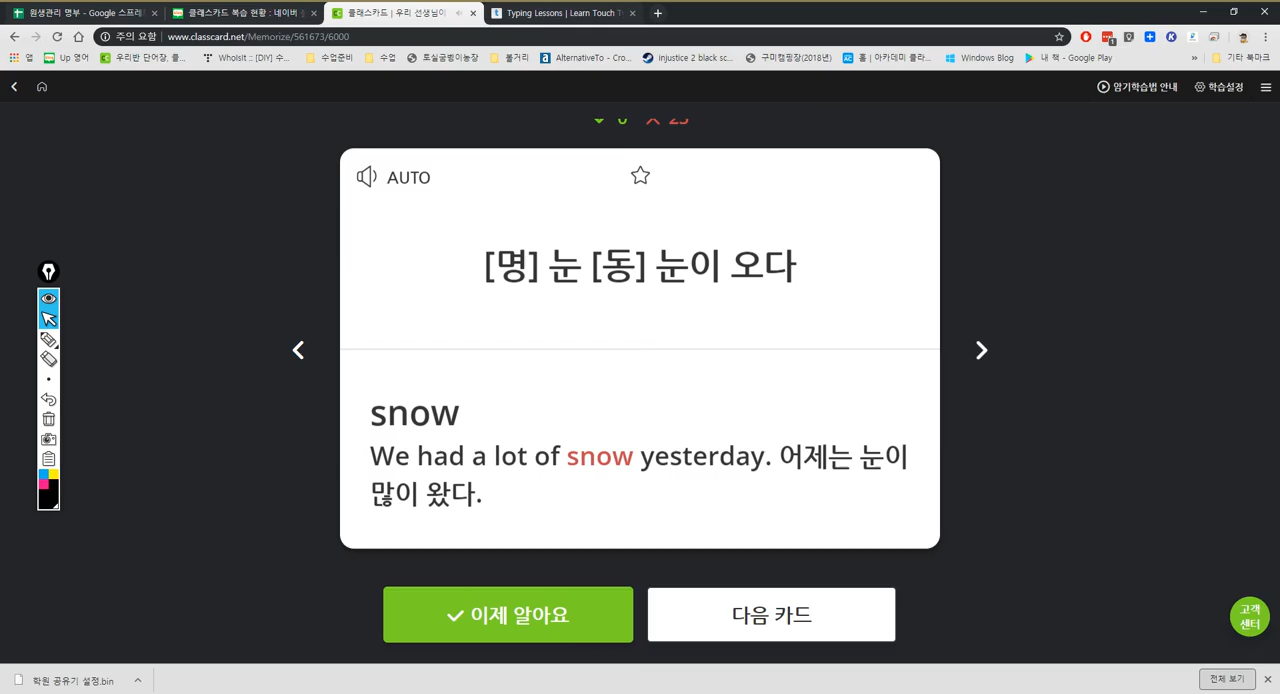 원생관리 명부 - Google 스프레
클래스카드 복습 현황 : 네이버
클래스카드 | 우리 선생님이
Typing Lessons | Learn Touch T
주의 요함
www.classcard.net/Memorize/561673/6000
앱
Up 영어
우리반 단어장, 클...
WhoIst :: [DIY] 수...
수업준비
수업
토실굼벵이농장
볼거리
AlternativeTo - Cro...
injustice 2 black sc...
구미캠핑장(2018년)
홈 | 아카데미 클라...
Windows Blog
내 책 - Google Play
»
기타 북마크
암기학습법 안내
학습설정
AUTO
[명] 눈 [동] 눈이 오다
snow
We had a lot of snow yesterday. 어제는 눈이
많이 왔다.
이제 알아요
다음 카드
고객
센터
학원 공유기 설정.bin
전체 보기